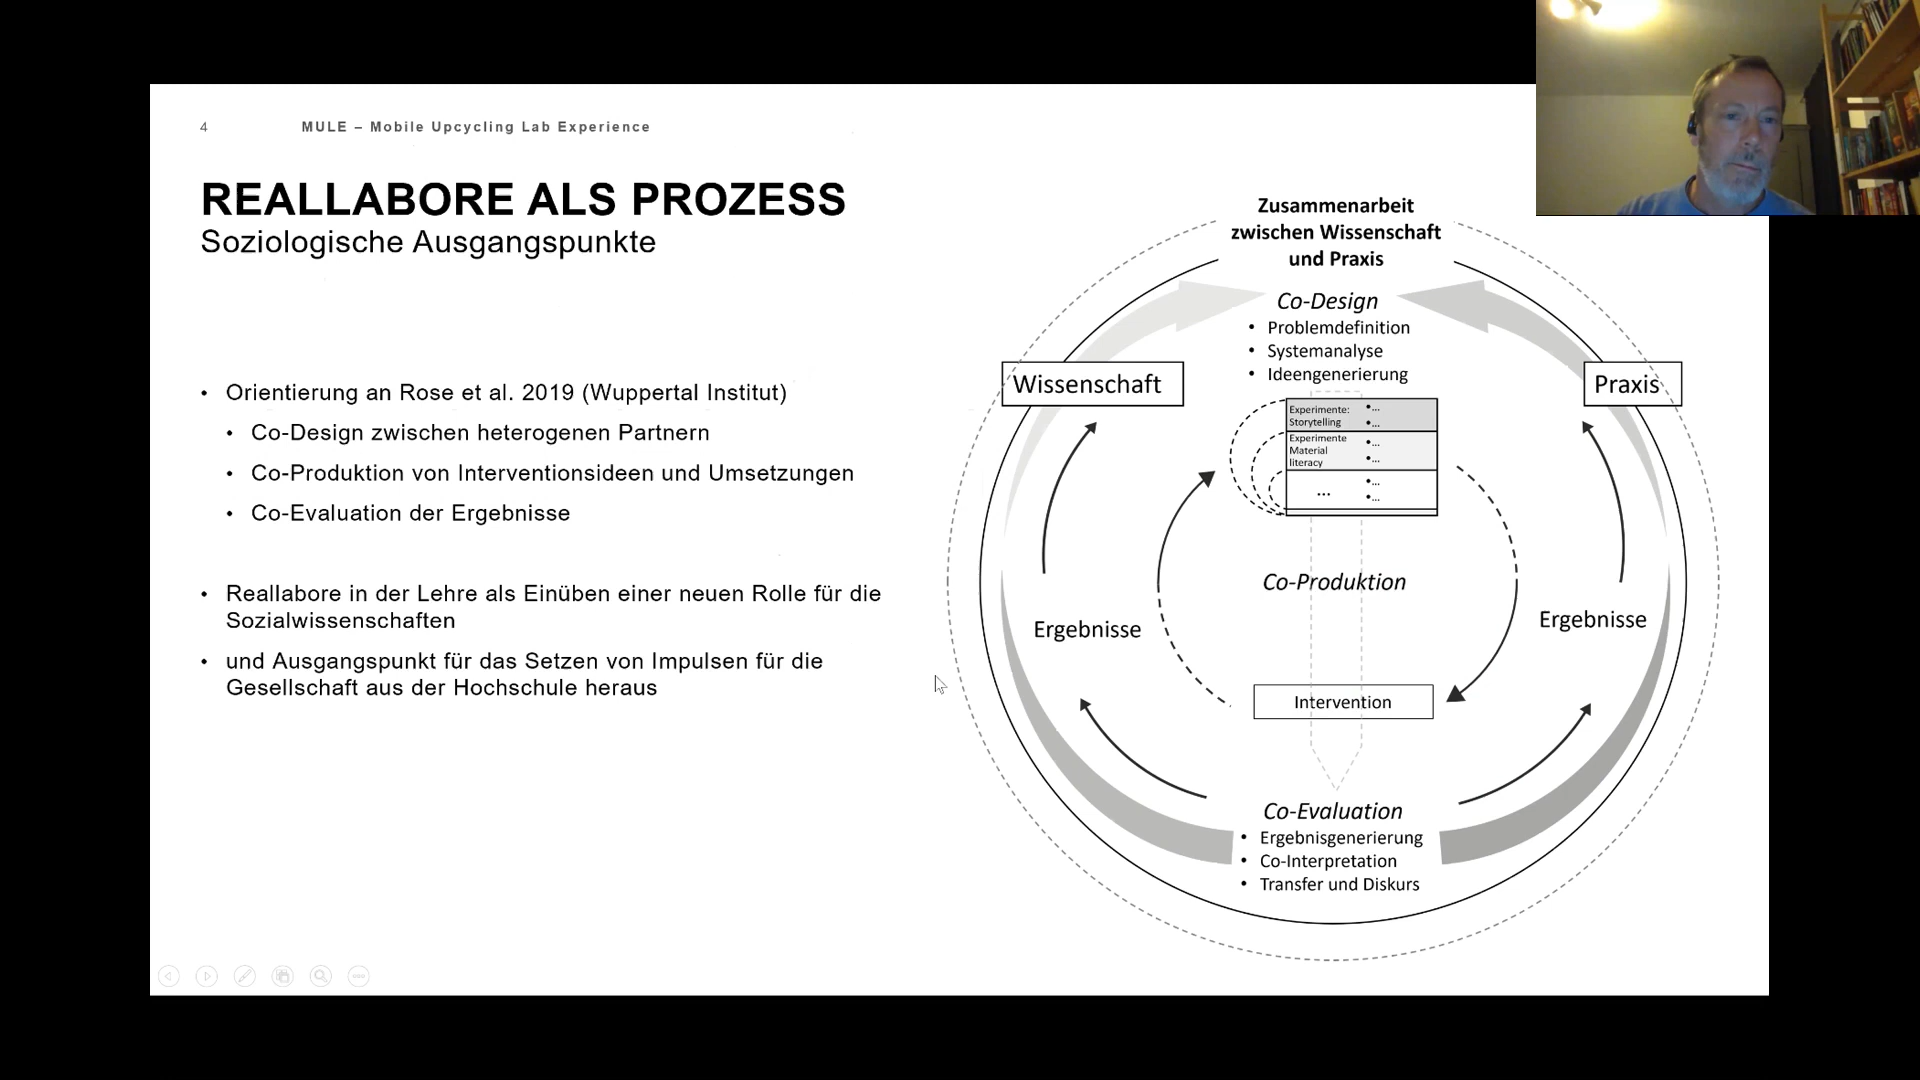 4
MULE – Mobile Upcycling Lab Experience
REALLABORE ALS PROZESS
Soziologische Ausgangspunkte
• Orientierung an Rose et al. 2019 (Wuppertal Institut)
• Co-Design zwischen heterogenen Partnern
• Co-Produktion von Interventionsideen und Umsetzungen
• Co-Evaluation der Ergebnisse
• Reallabore in der Lehre als Einüben einer neuen Rolle für die
Sozialwissenschaften
• und Ausgangspunkt für das Setzen von Impulsen für die
Gesellschaft aus der Hochschule heraus
Zusammenarbeit
zwischen Wissenschaft
und Praxis
Co-Design
• Problemdefinition
• Systemanalyse
• Ideengenerierung
Wissenschaft
Praxis
Experimente:
Storytelling
•...
•...
Experimente
Material
literacy
•...
•...
...
•...
•...
Co-Produktion
Ergebnisse
Ergebnisse
Intervention
Co-Evaluation
• Ergebnisgenerierung
• Co-Interpretation
• Transfer und Diskurs